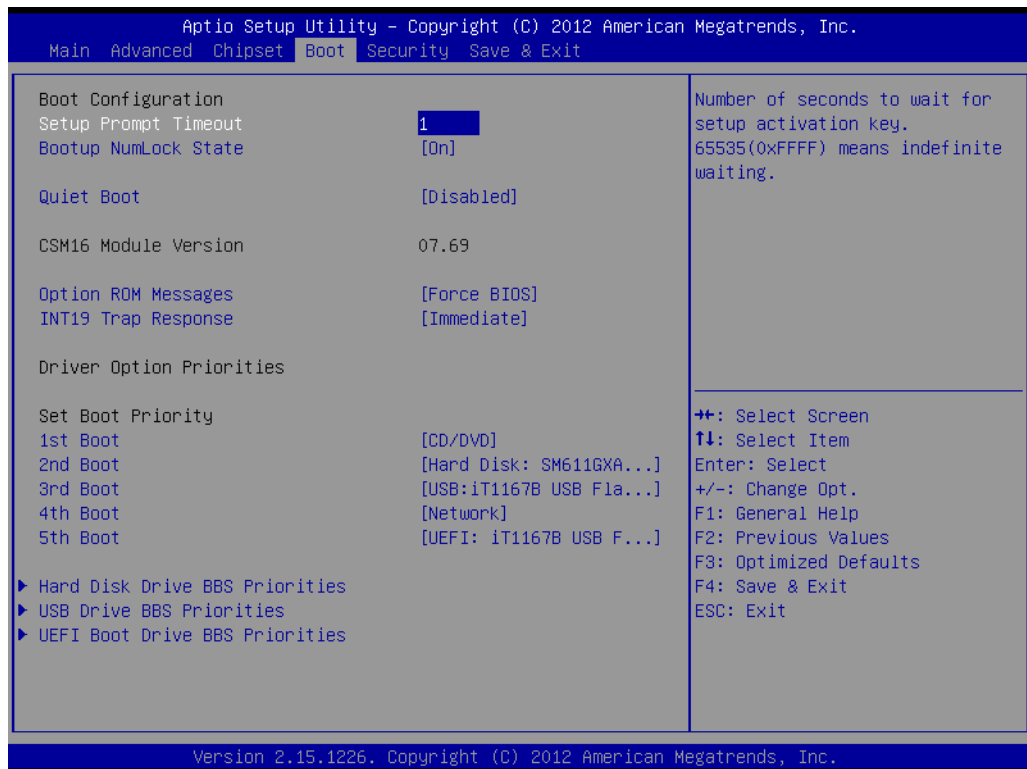 Aptio Setup Utility – Copyright (C) 2012 American Megatrends, Inc.
Main Advanced Chipset Boot Security Save & Exit
Boot Configuration
Setup Prompt Timeout 1
Bootup NumLock State [On]
Quiet Boot [Disabled]
CSM16 Module Version 07.69
Option ROM Messages [Force BIOS]
INT19 Trap Response [Immediate]
Driver Option Priorities
Set Boot Priority
1st Boot [CD/DVD]
2nd Boot [Hard Disk: SM611GXA...]
3rd Boot [USB:iT1167B USB Fla...]
4th Boot [Network]
5th Boot [UEFI: iT1167B USB F...]
Hard Disk Drive BBS Priorities
USB Drive BBS Priorities
UEFI Boot Drive BBS Priorities
Number of seconds to wait for
setup activation key.
65535(0xFFFF) means indefinite
waiting.
→←: Select Screen
↑↓: Select Item
Enter: Select
+/-: Change Opt.
F1: General Help
F2: Previous Values
F3: Optimized Defaults
F4: Save & Exit
ESC: Exit
Version 2.15.1226. Copyright (C) 2012 American Megatrends, Inc.